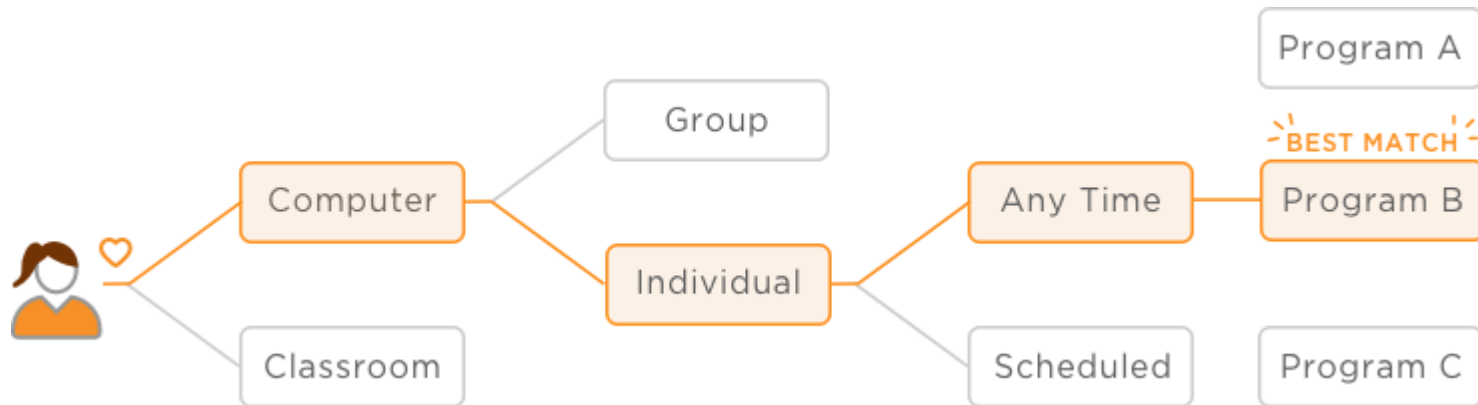 Program A
Group
BEST MATCH
Computer
Any Time
Program B
Individual
Classroom
Scheduled
Program C